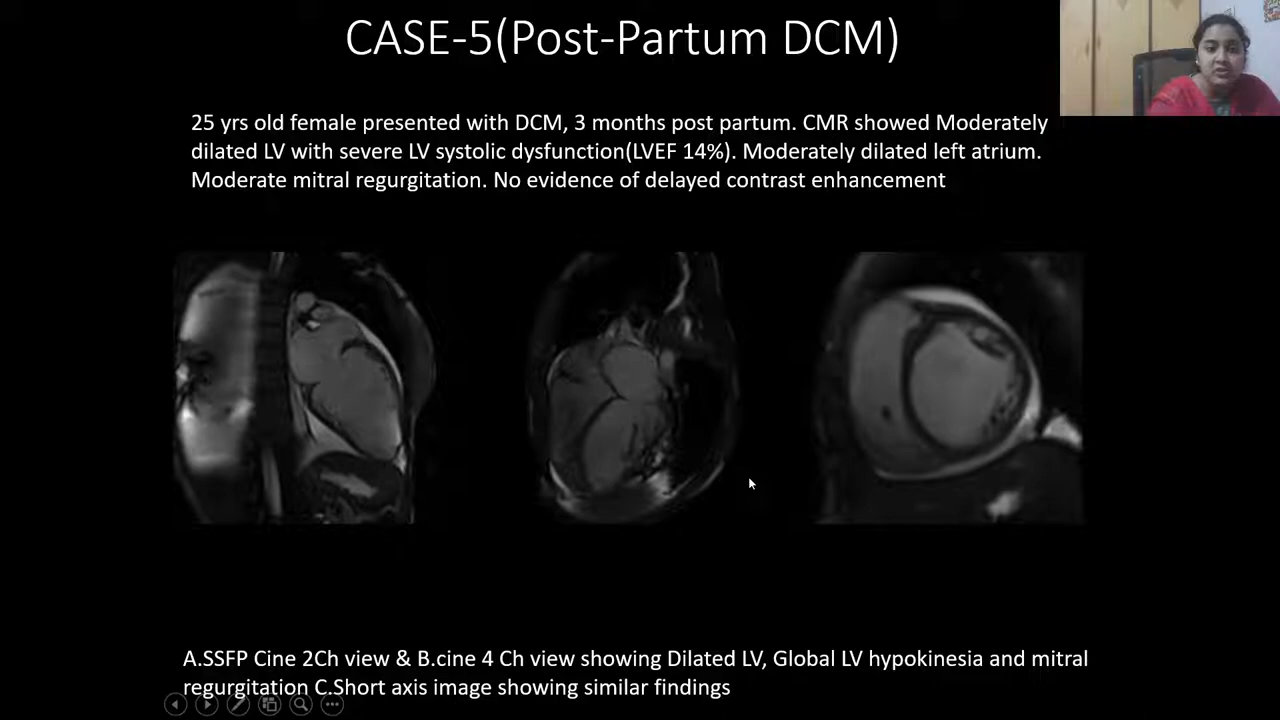 CASE-5(Post-Partum DCM)
25 yrs old female presented with DCM, 3 months post partum. CMR showed Moderately
dilated LV with severe LV systolic dysfunction(LVEF 14%). Moderately dilated left atrium.
Moderate mitral regurgitation. No evidence of delayed contrast enhancement
A.SSFP Cine 2Ch view & B.cine 4 Ch view showing Dilated LV, Global LV hypokinesia and mitral
regurgitation C.Short axis image showing similar findings